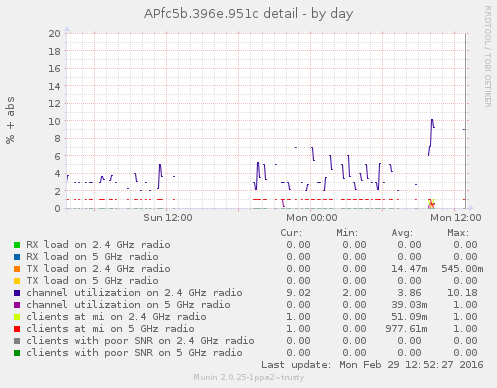 APfc5b.396e.951c detail - by day
RRDTOOL / TOBI OETIKER
% + abs
20
18
16
14
12
10
8
6
4
2
0
Sun 12:00 Mon 00:00 Mon 12:00
Cur: Min: Avg: Max:
RX load on 2.4 GHz radio 0.00 0.00 0.00 0.00
RX load on 5 GHz radio 0.00 0.00 0.00 0.00
TX load on 2.4 GHz radio 0.00 0.00 14.47m 545.00m
TX load on 5 GHz radio 0.00 0.00 0.00 0.00
channel utilization on 2.4 GHz radio 9.02 2.00 3.86 10.18
channel utilization on 5 GHz radio 0.00 0.00 39.03m 1.00
clients at mi on 2.4 GHz radio 1.00 0.00 51.09m 1.00
clients at mi on 5 GHz radio 1.00 0.00 977.61m 1.00
clients with poor SNR on 2.4 GHz radio 0.00 0.00 0.00 0.00
clients with poor SNR on 5 GHz radio 0.00 0.00 0.00 0.00
Last update: Mon Feb 29 12:52:27 2016
Munin 2.0.25-1ppa2~trusty